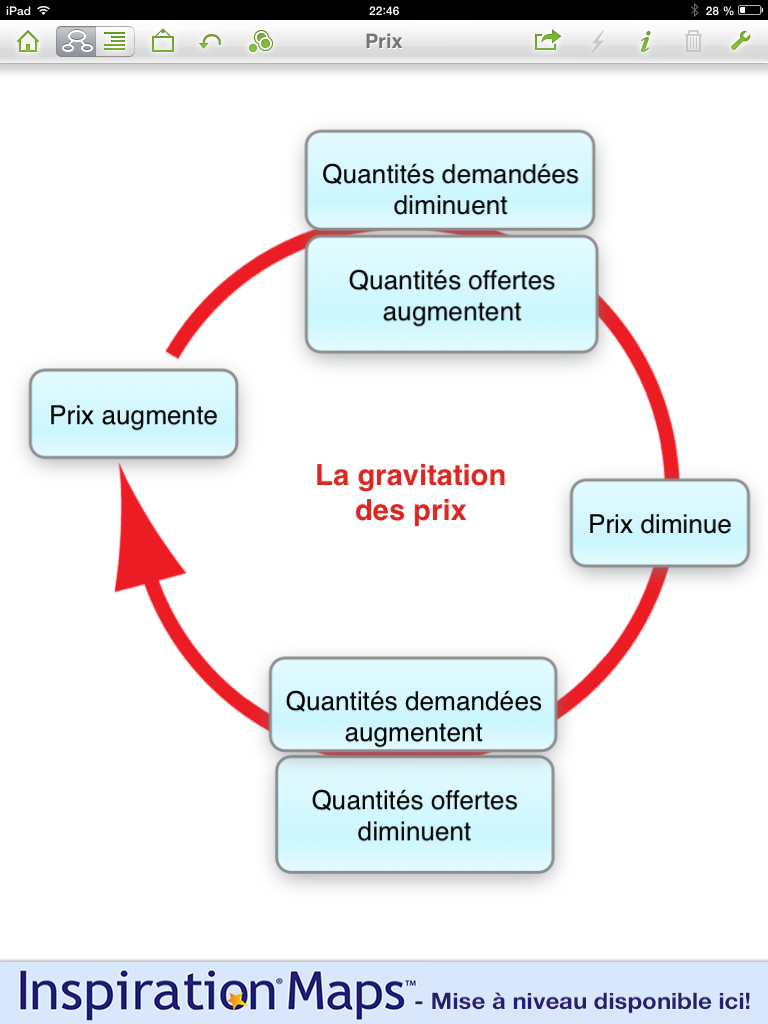 iPad 22:46 28 %
Prix
Quantités demandées
diminuent
Quantités offertes
augmentent
Prix augmente
La gravitation
des prix
Prix diminue
Quantités demandées
augmentent
Quantités offertes
diminuent
Inspiration® Maps™ - Mise à niveau disponible ici!